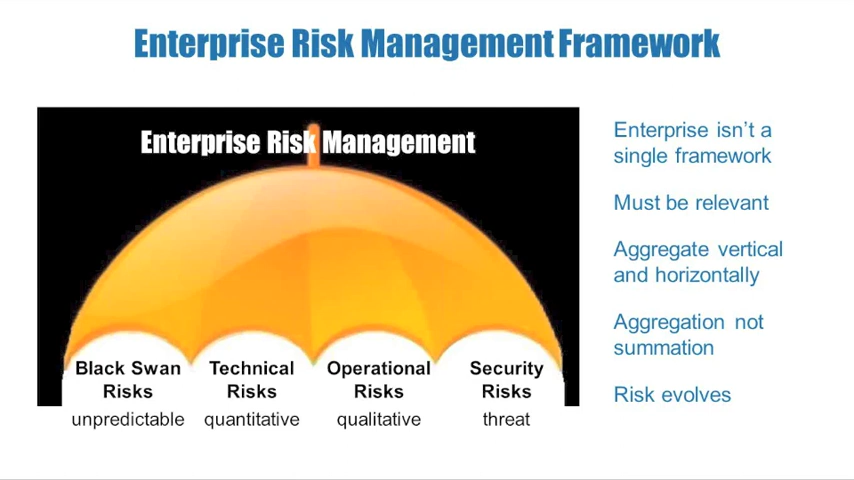 Enterprise Risk Management Framework
Enterprise Risk Management
Black Swan
Risks
unpredictable
Technical
Risks
quantitative
Operational
Risks
qualitative
Security
Risks
threat
Enterprise isn't a
single framework
Must be relevant
Aggregate vertical
and horizontally
Aggregation not
summation
Risk evolves